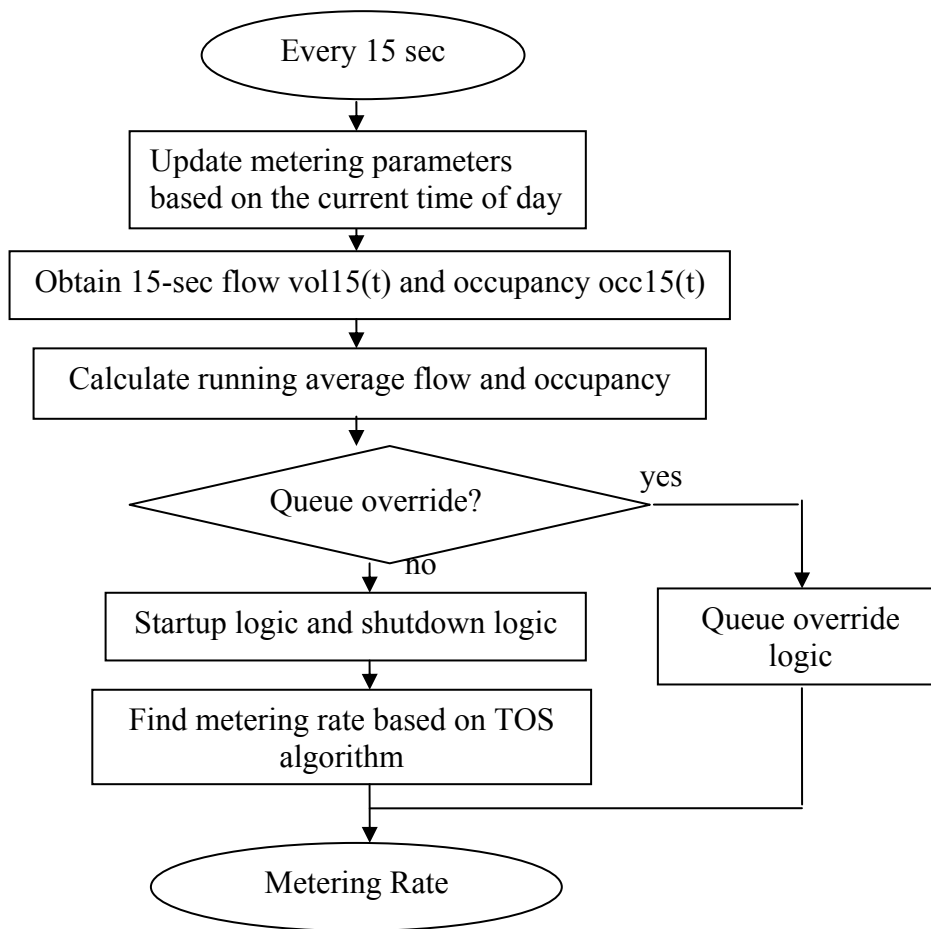 Every 15 sec
Update metering parameters
based on the current time of day
Obtain 15-sec flow vol15(t) and occupancy occ15(t)
Calculate running average flow and occupancy
Queue override?
yes
no
Startup logic and shutdown logic
Queue override
logic
Find metering rate based on TOS
algorithm
Metering Rate